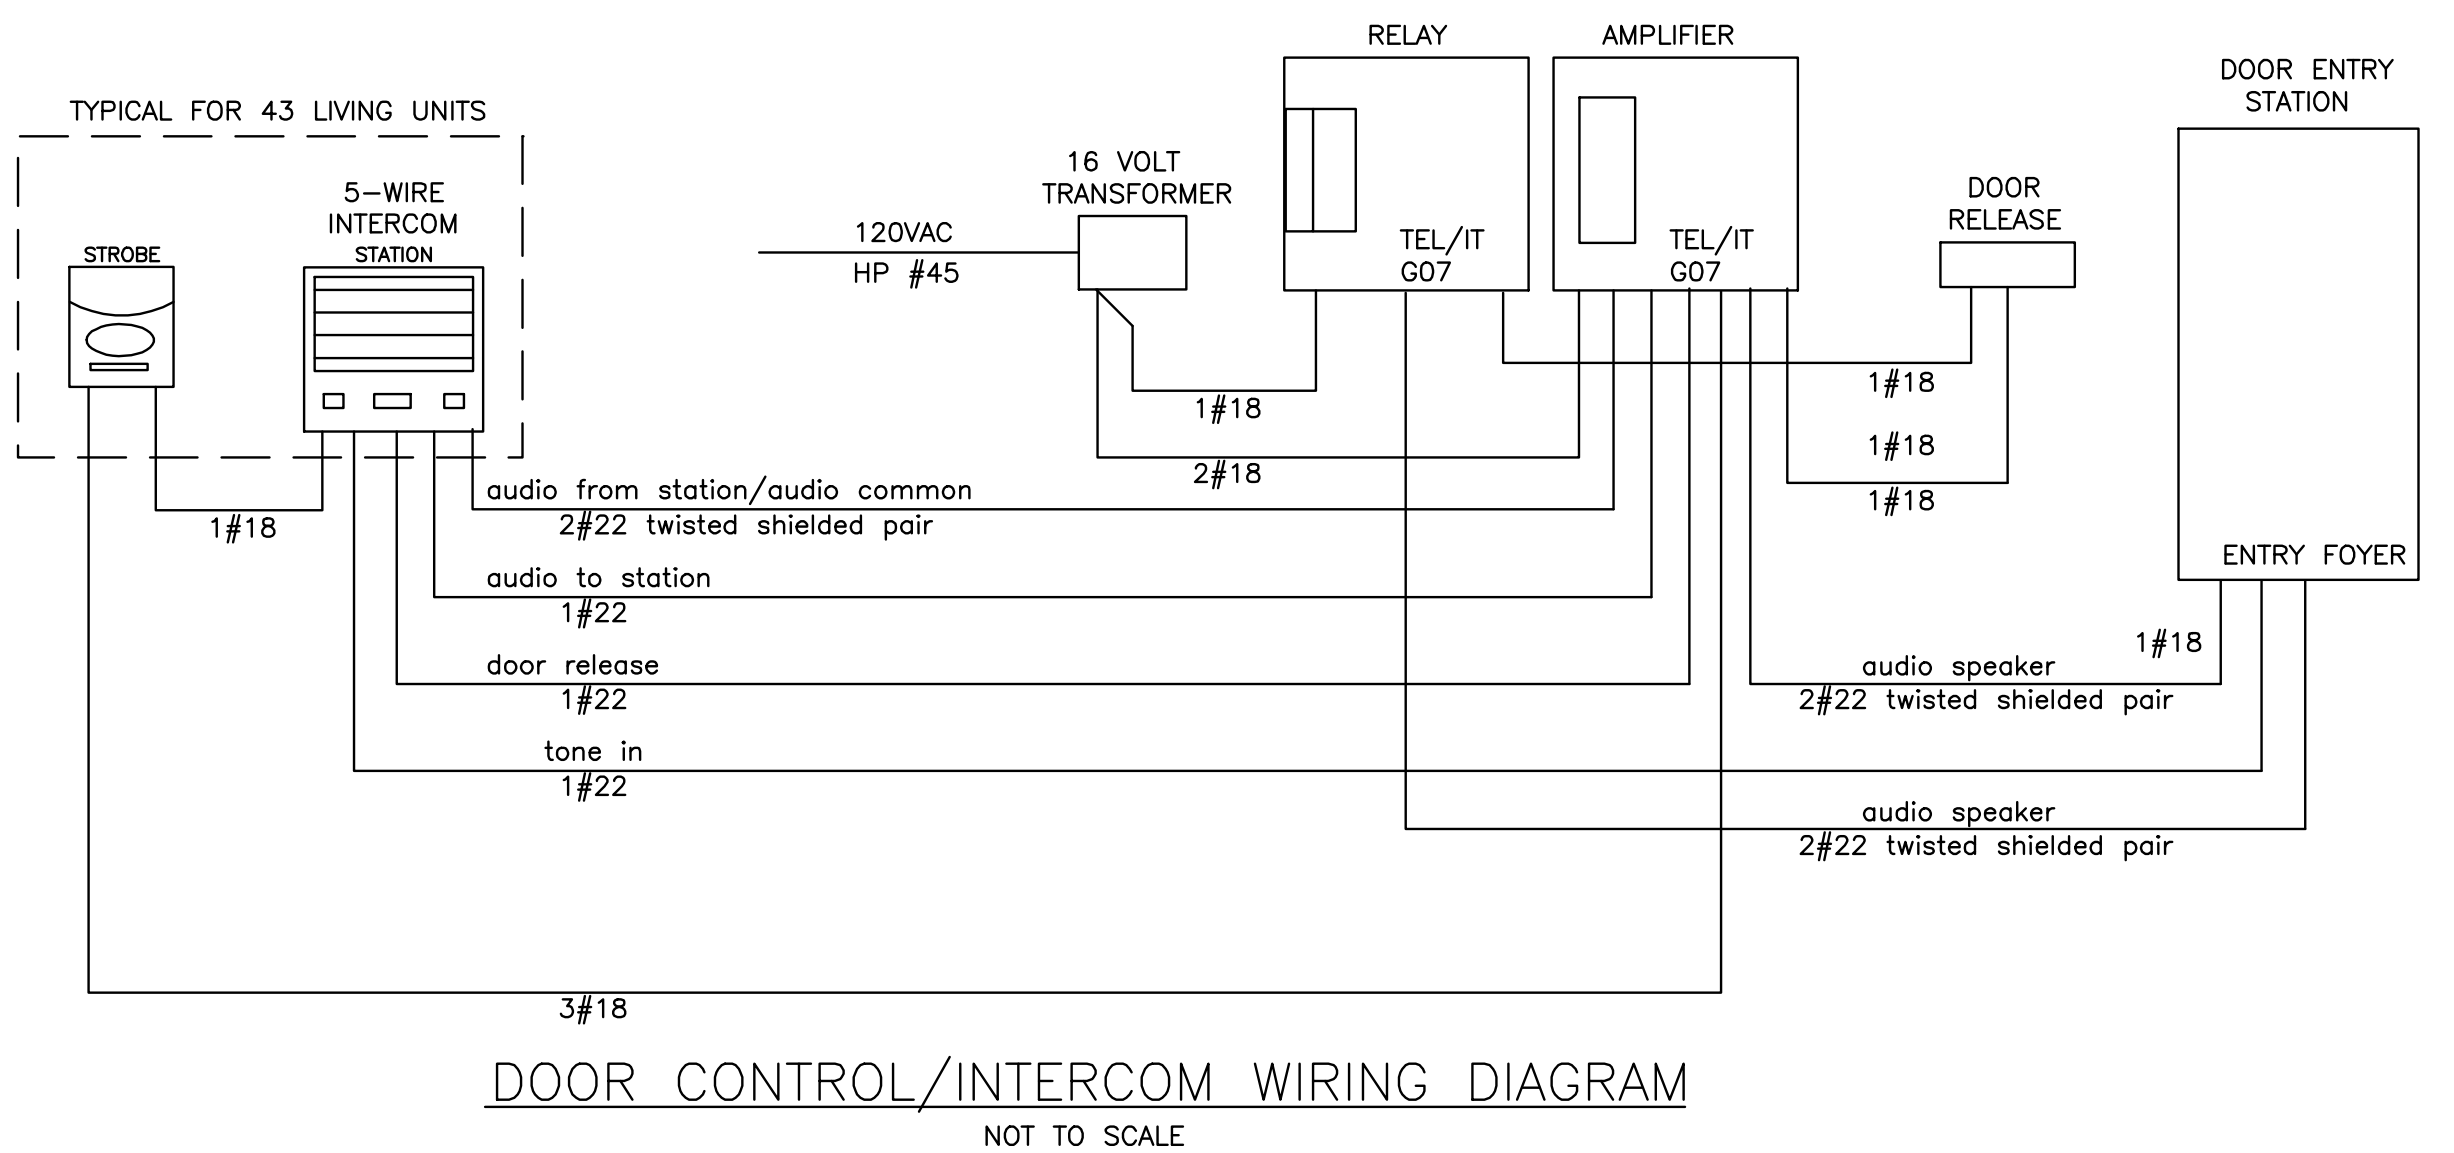 RELAY
AMPLIFIER
DOOR ENTRY
STATION
TYPICAL FOR 43 LIVING UNITS
16 VOLT
TRANSFORMER
5-WIRE
INTERCOM
STATION
STROBE
120VAC
HP #45
TEL/IT
G07
TEL/IT
G07
DOOR
RELEASE
1#18
1#18
1#18
2#18
1#18
audio from station/audio common
2#22 twisted shielded pair
1#18
ENTRY FOYER
audio to station
1#22
1#18
door release
1#22
audio speaker
2#22 twisted shielded pair
tone in
1#22
audio speaker
2#22 twisted shielded pair
3#18
DOOR CONTROL/INTERCOM WIRING DIAGRAM
NOT TO SCALE